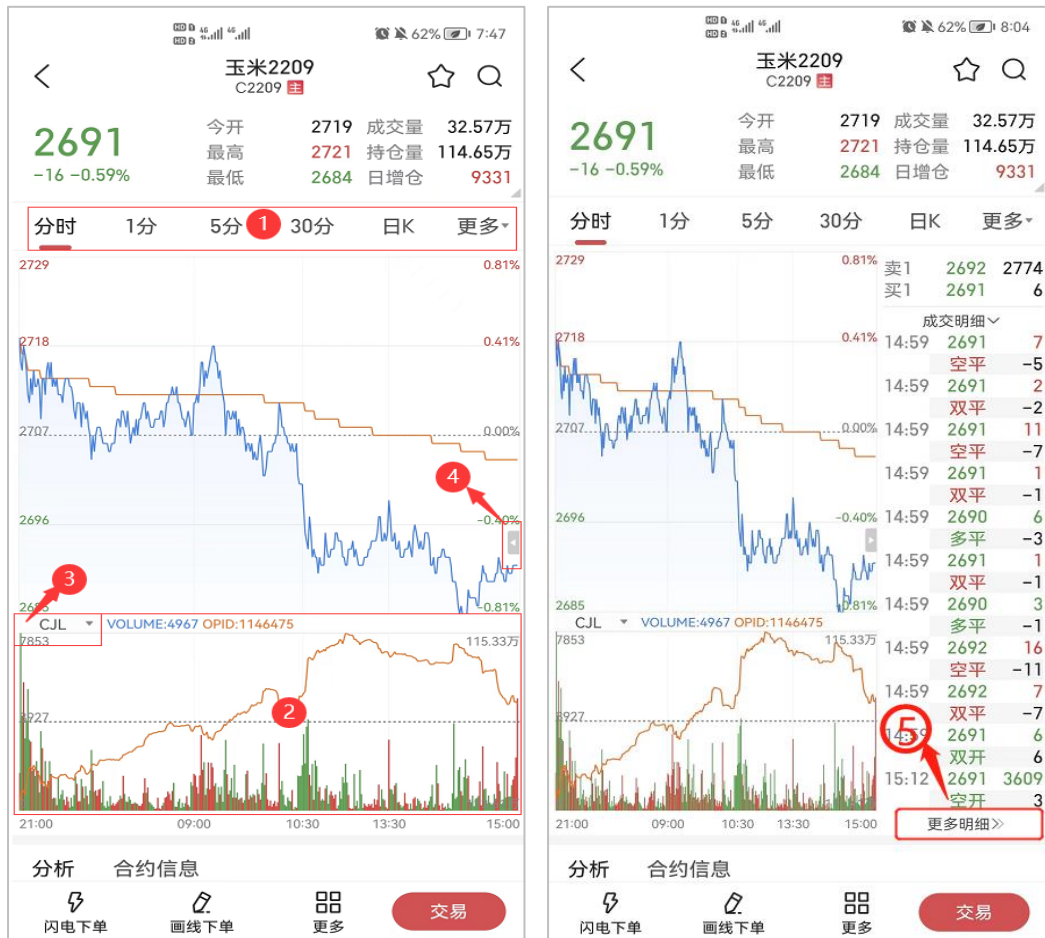 HD 4G 4G 62% 7:47
玉米2209
C2209 主
2691
-16 -0.59%
今开 2719 成交量 32.57万
最高 2721 持仓量 114.65万
最低 2684 日增仓 9331
分时 1分 5分 1 30分 日K 更多
2729 0.81%
2718 0.41%
2707 0.00%
4
2696 -0.40%
3
2685 -0.81%
CJL VOLUME:4967 OPID:1146475
7853 115.33万
2
3927
21:00 09:00 10:30 13:30 15:00
分析 合约信息
闪电下单 画线下单 更多 交易
HD 4G 4G 62% 8:04
玉米2209
C2209 主
2691
-16 -0.59%
今开 2719 成交量 32.57万
最高 2721 持仓量 114.65万
最低 2684 日增仓 9331
分时 1分 5分 30分 日K 更多
2729 0.81%
2718 0.41%
2707 0.00%
2696 -0.40%
2685 -0.81%
CJL VOLUME:4967 OPID:1146475
7853 115.33万
3927
21:00 09:00 10:30 13:30 15:00
卖1 2692 2774
买1 2691 6
成交明细
14:59 2691 7
空平 -5
14:59 2691 2
双平 -2
14:59 2691 11
空平 -7
14:59 2691 1
双平 -1
14:59 2690 6
多平 -3
14:59 2691 1
双平 -1
14:59 2690 3
多平 -1
14:59 2692 16
空平 -11
14:59 2692 7
双平 -7
14:59 2691 6
双开 6
15:12 2691 3609
空开 3
5
更多明细
分析 合约信息
闪电下单 画线下单 更多 交易